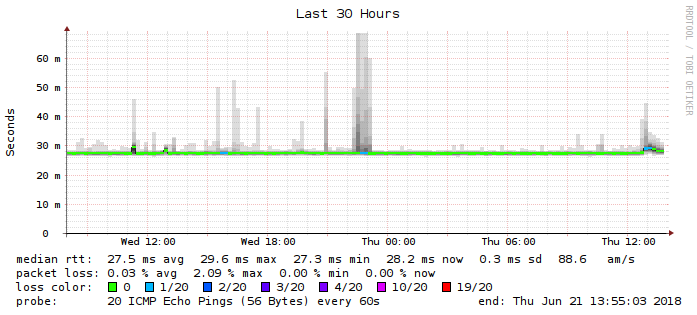 Last 30 Hours
RRDTOOL / TOBI OETIKER
Seconds
60 m
50 m
40 m
30 m
20 m
10 m
0
Wed 12:00 Wed 18:00 Thu 00:00 Thu 06:00 Thu 12:00
median rtt: 27.5 ms avg 29.6 ms max 27.3 ms min 28.2 ms now 0.3 ms sd 88.6 am/s
packet loss: 0.03 % avg 2.09 % max 0.00 % min 0.00 % now
loss color: 0 1/20 2/20 3/20 4/20 10/20 19/20
probe: 20 ICMP Echo Pings (56 Bytes) every 60s end: Thu Jun 21 13:55:03 2018